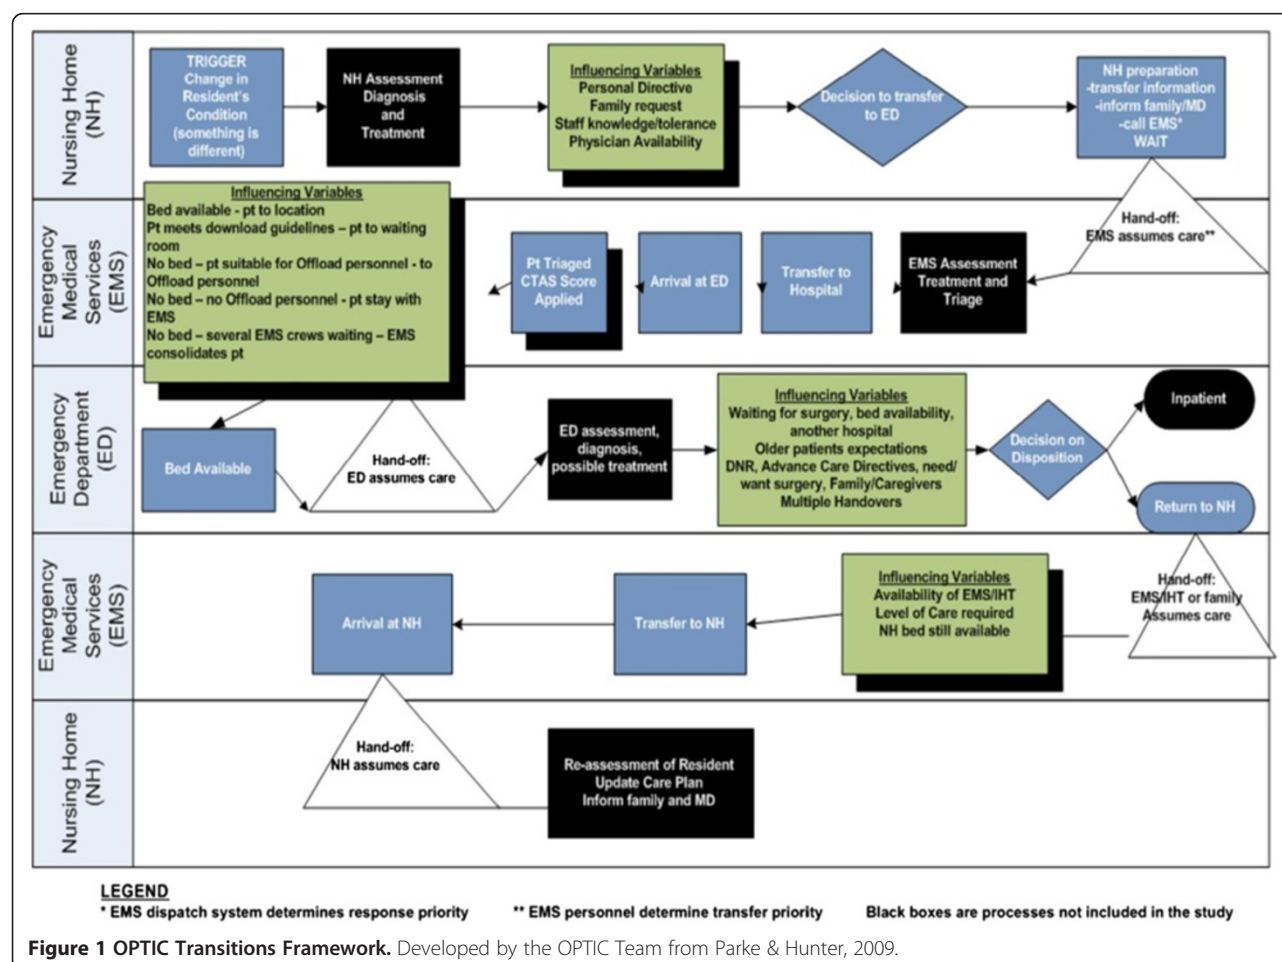 Nursing Home
(NH)
TRIGGER
Change in
Resident's
Condition
(something is
different)
NH Assessment
Diagnosis
and
Treatment
Influencing Variables
Personal Directive
Family request
Staff knowledge/tolerance
Physician Availability
Decision to transfer
to ED
NH preparation
-transfer information
-inform family/MD
-call EMS*
WAIT
Emergency
Medical
Services
(EMS)
Influencing Variables
Bed available - pt to location
Pt meets download guidelines – pt to waiting
room
No bed – pt suitable for Offload personnel - to
Offload personnel
No bed – no Offload personnel - pt stay with
EMS
No bed – several EMS crews waiting – EMS
consolidates pt
Pt Triaged
CTAS Score
Applied
Arrival at ED
Transfer to
Hospital
EMS Assessment
Treatment and
Triage
Hand-off:
EMS assumes care**
Emergency
Department
(ED)
Bed Available
Hand-off:
ED assumes care
ED assessment,
diagnosis,
possible treatment
Influencing Variables
Waiting for surgery, bed availability,
another hospital
Older patients expectations
DNR, Advance Care Directives, need/
want surgery, Family/Caregivers
Multiple Handovers
Decision on
Disposition
Inpatient
Return to NH
Emergency
Medical
Services
(EMS)
Arrival at NH
Transfer to NH
Influencing Variables
Availability of EMS/IHT
Level of Care required
NH bed still available
Hand-off:
EMS/IHT or family
Assumes care
Nursing Home
(NH)
Hand-off:
NH assumes care
Re-assessment of Resident
Update Care Plan
Inform family and MD
LEGEND
* EMS dispatch system determines response priority
** EMS personnel determine transfer priority
Black boxes are processes not included in the study
Figure 1 OPTIC Transitions Framework. Developed by the OPTIC Team from Parke & Hunter, 2009.